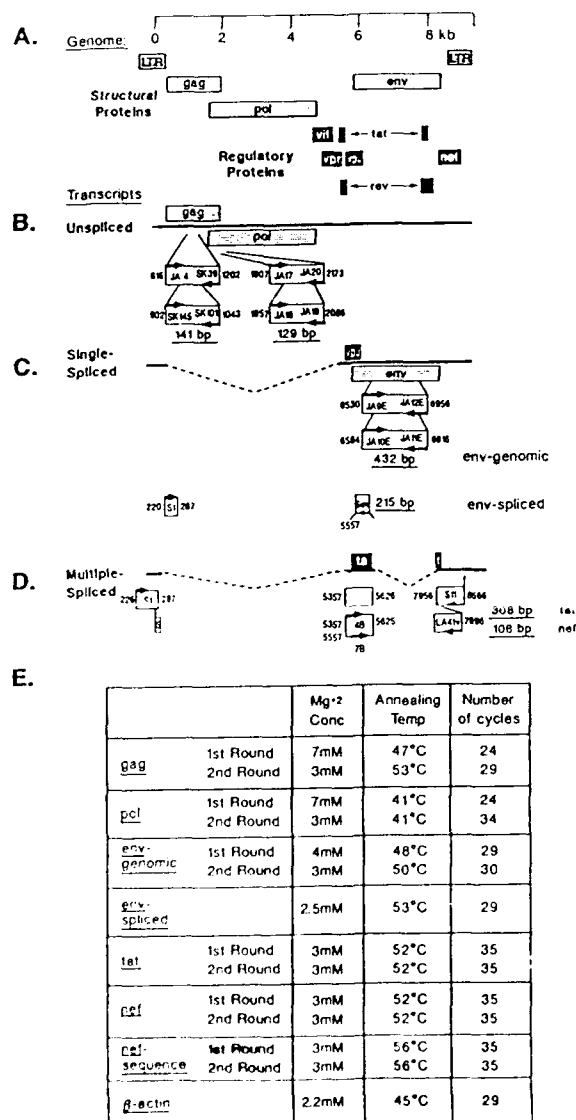 A.
Genome:
0 2 4 6 8 kb
LTR LTR
gag env
Structural
Proteins
pol
vif tat
Regulatory
Proteins
vpr nef
rev
Transcripts
gag
B.
Unspliced
pol
616 JA 4 SK39 1202 1807 JA17 JA20 2173
902 SK145 SK101 1043 1957 JA18 JA19 2086
141 bp 129 bp
C.
Single-
Spliced
env
6530 JA9E JA12E 6956
6584 JA10E JA11E
432 bp env-genomic
220 S1 287 215 bp env-spliced
5557
D.
Multiple-
Spliced
287 5357 5626 7956 8566
308 bp
5357 4B 5625 7996
5557 108 bp nef
7B
E.
Mg+2
Conc Annealing
Temp Number
of cycles
gag 1st Round 7mM 47°C 24
2nd Round 3mM 53°C 29
pol 1st Round 7mM 41°C 24
2nd Round 3mM 41°C 34
env-
genomic 1st Round 4mM 48°C 29
2nd Round 3mM 50°C 30
env-
spliced 2.5mM 53°C 29
tat 1st Round 3mM 52°C 35
2nd Round 3mM 52°C 35
nef 1st Round 3mM 52°C 35
2nd Round 3mM 52°C 35
nef-
sequence 1st Round 3mM 56°C 35
2nd Round 3mM 56°C 35
β-actin 2.2mM 45°C 29